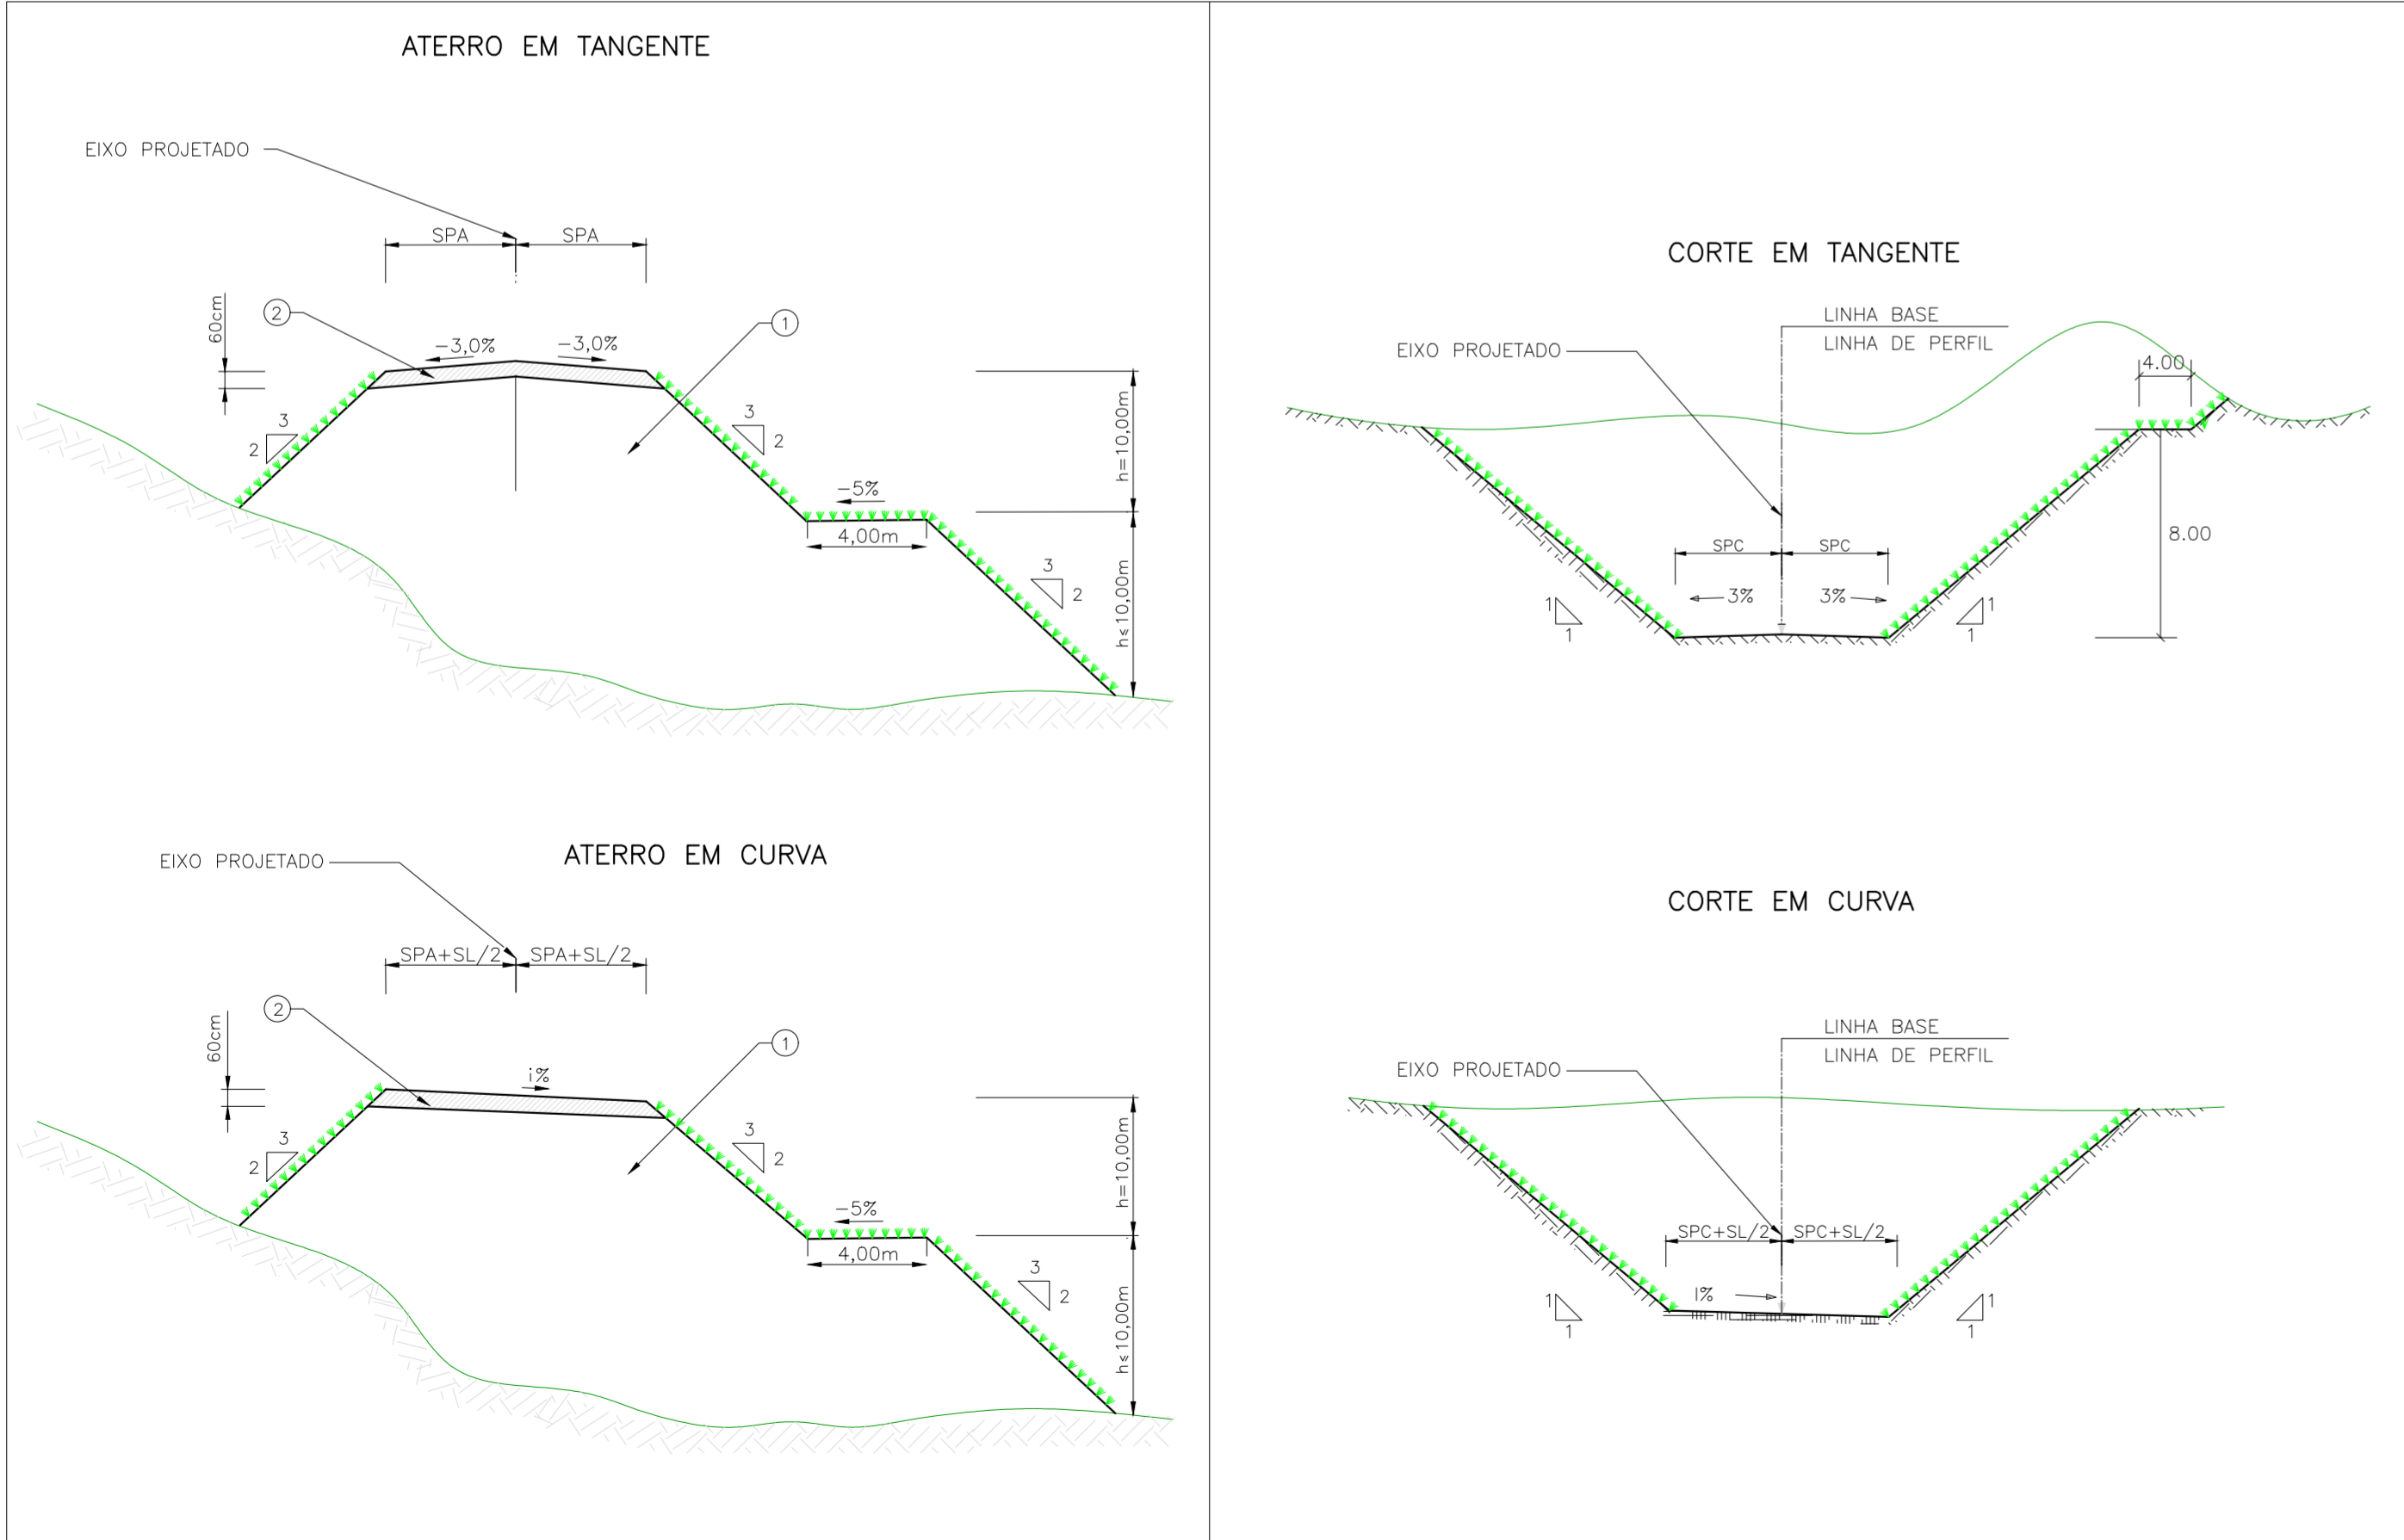 ATERRO EM TANGENTE
EIXO PROJETADO
SPA
SPA
60cm
2
1
-3,0%
-3,0%
3
2
3
2
h=10,00m
-5%
4,00m
3
2
h≤10,00m
ATERRO EM CURVA
EIXO PROJETADO
SPA+SL/2
SPA+SL/2
60cm
2
1
i%
3
2
3
2
h=10,00m
-5%
4,00m
3
2
h≤10,00m
CORTE EM TANGENTE
LINHA BASE
LINHA DE PERFIL
EIXO PROJETADO
4.00
8.00
SPC
SPC
3%
3%
1
1
1
1
CORTE EM CURVA
LINHA BASE
LINHA DE PERFIL
EIXO PROJETADO
SPC+SL/2
SPC+SL/2
I%
1
1
1
1